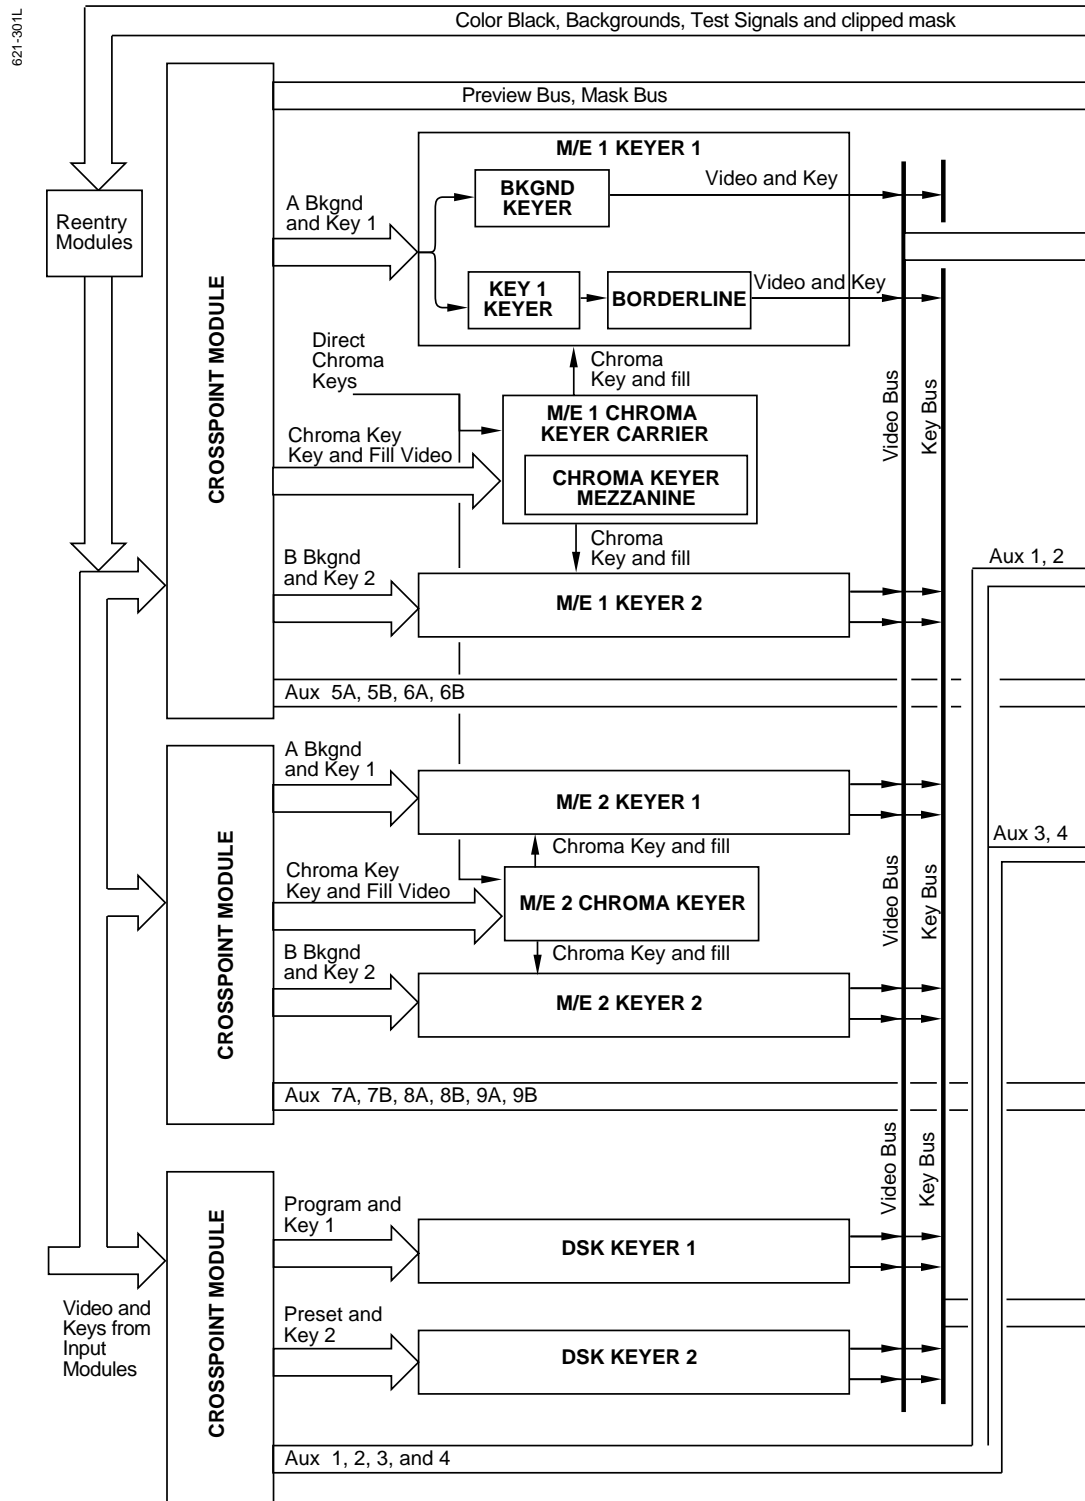 621-301L
Color Black, Backgrounds, Test Signals and clipped mask
Preview Bus, Mask Bus
Reentry
Modules
CROSSPOINT MODULE
A Bkgnd
and Key 1
M/E 1 KEYER 1
BKGND
KEYER
Video and Key
KEY 1
KEYER
BORDERLINE
Video and Key
Direct
Chroma
Keys
Chroma
Key and fill
M/E 1 CHROMA
KEYER CARRIER
CHROMA KEYER
MEZZANINE
Chroma Key
Key and Fill Video
Video Bus
Key Bus
Chroma
Key and fill
B Bkgnd
and Key 2
M/E 1 KEYER 2
Aux 1, 2
Aux 5A, 5B, 6A, 6B
CROSSPOINT MODULE
A Bkgnd
and Key 1
M/E 2 KEYER 1
Chroma Key and fill
Aux 3, 4
Chroma Key
Key and Fill Video
M/E 2 CHROMA KEYER
Video Bus
Key Bus
Chroma Key and fill
B Bkgnd
and Key 2
M/E 2 KEYER 2
Aux 7A, 7B, 8A, 8B, 9A, 9B
CROSSPOINT MODULE
Program and
Key 1
DSK KEYER 1
Video Bus
Key Bus
Video and
Keys from
Input
Modules
Preset and
Key 2
DSK KEYER 2
Aux 1, 2, 3, and 4